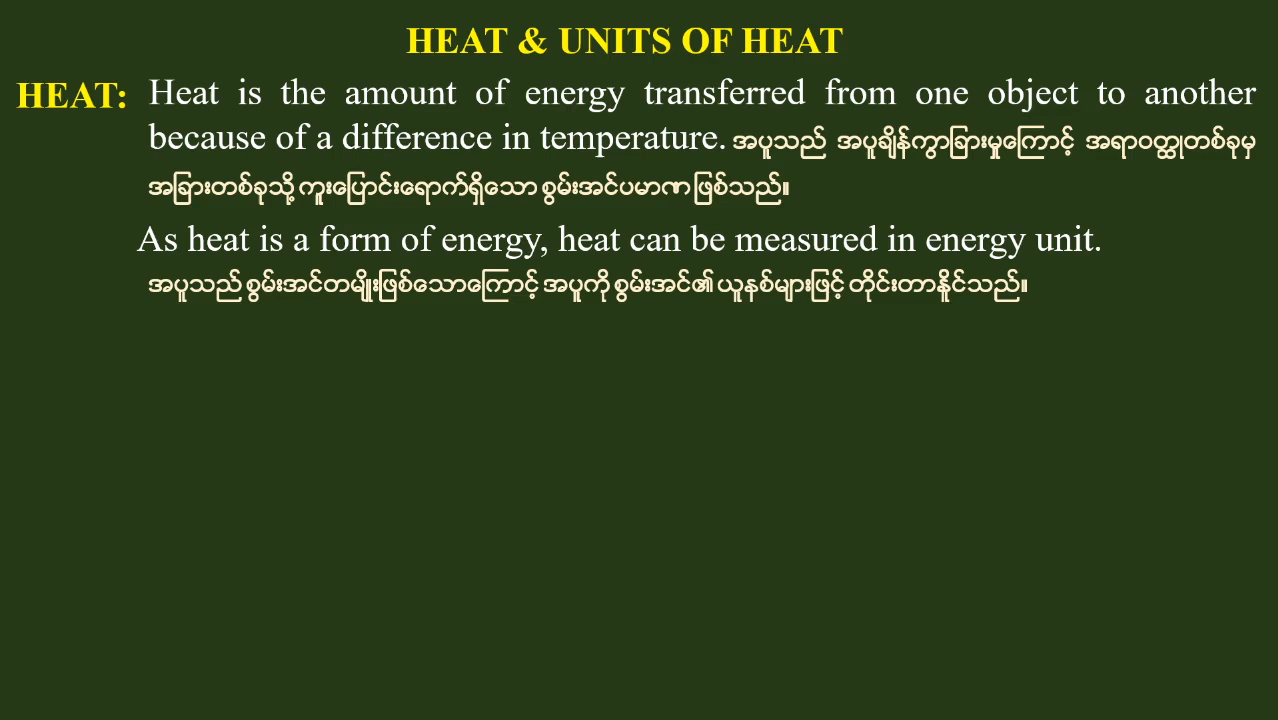 HEAT & UNITS OF HEAT
HEAT: Heat is the amount of energy transferred from one object to another
because of a difference in temperature. အပူသည် အပူချိန်ကွာခြားမှုကြောင့် အရာဝတ္ထုတစ်ခုမှ
အခြားတစ်ခုသို့ ကူးပြောင်းရောက်ရှိသော စွမ်းအင်ပမာဏ ဖြစ်သည်။
As heat is a form of energy, heat can be measured in energy unit.
အပူသည် စွမ်းအင်တမျိုးဖြစ်သောကြောင့် အပူကို စွမ်းအင်၏ ယူနစ်များဖြင့် တိုင်းတာနိူင်သည်။